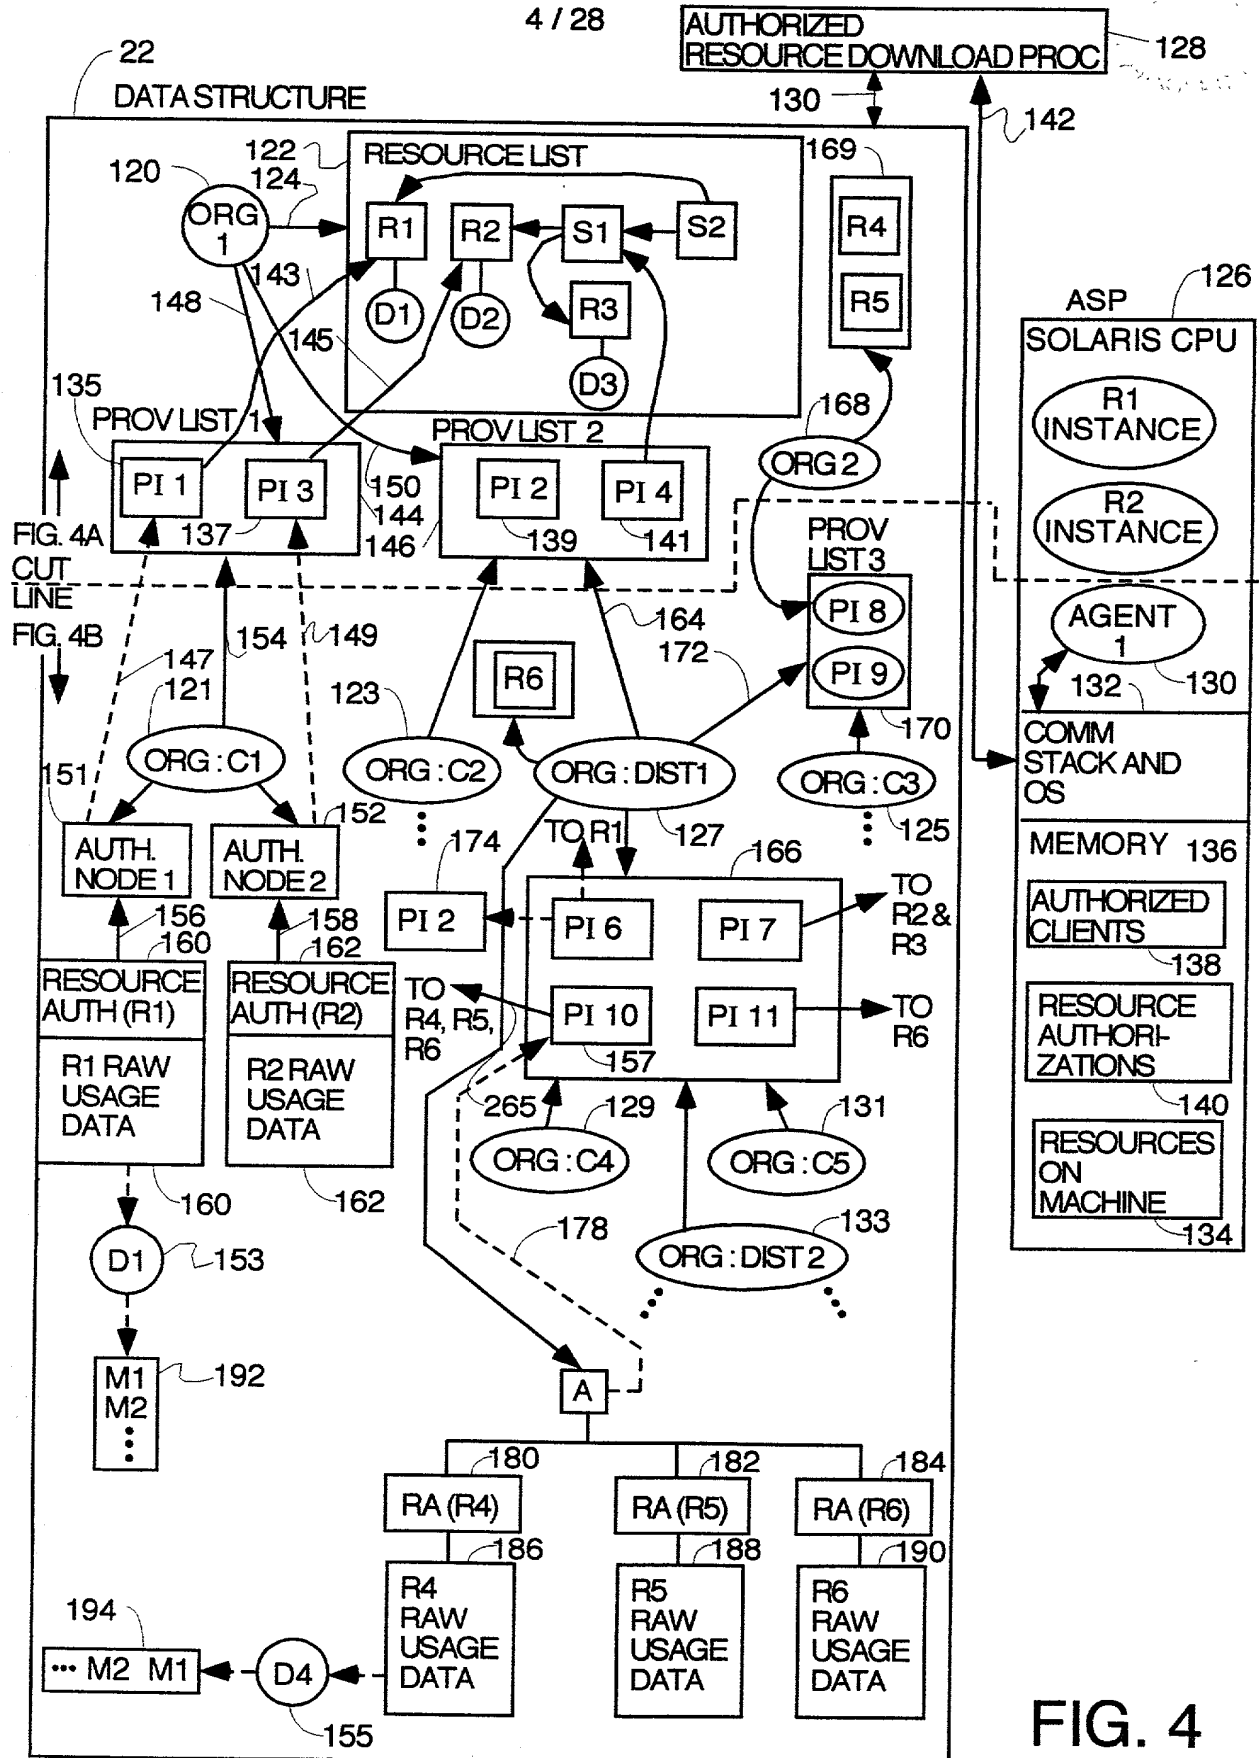 4 / 28
AUTHORIZED
RESOURCE DOWNLOAD PROC
128
22
DATA STRUCTURE
130
142
120
122
124
RESOURCE LIST
169
ORG
1
R1
R2
S1
S2
R4
143
148
D1
D2
R3
R5
145
D3
126
ASP
SOLARIS CPU
R1
INSTANCE
R2
INSTANCE
135
PROV LIST 1
PROV LIST 2
168
ORG 2
PI 1
PI 3
PI 2
PI 4
137
150
144
146
139
141
FIG. 4A
CUT
LINE
FIG. 4B
PROV
LIST 3
PI 8
PI 9
170
AGENT
1
130
132
147
154
149
164
172
121
123
R6
ORG : C1
ORG : C2
ORG : DIST1
ORG : C3
127
125
COMM
STACK AND
OS
151
152
AUTH.
NODE 1
AUTH.
NODE 2
174
TO R1
166
MEMORY
136
PI 2
PI 6
PI 7
TO
R2 &
R3
AUTHORIZED
CLIENTS
138
156
158
160
162
RESOURCE
AUTH (R1)
RESOURCE
AUTH (R2)
TO
R4, R5,
R6
PI 10
PI 11
TO
R6
157
RESOURCE
AUTHORI-
ZATIONS
140
R1 RAW
USAGE
DATA
R2 RAW
USAGE
DATA
265
129
131
ORG : C4
ORG : C5
RESOURCES
ON
MACHINE
134
160
162
178
133
ORG : DIST 2
D1
153
M1
M2
192
A
180
182
184
RA (R4)
RA (R5)
RA (R6)
186
188
190
R4
RAW
USAGE
DATA
R5
RAW
USAGE
DATA
R6
RAW
USAGE
DATA
194
••• M2 M1
D4
155
FIG. 4